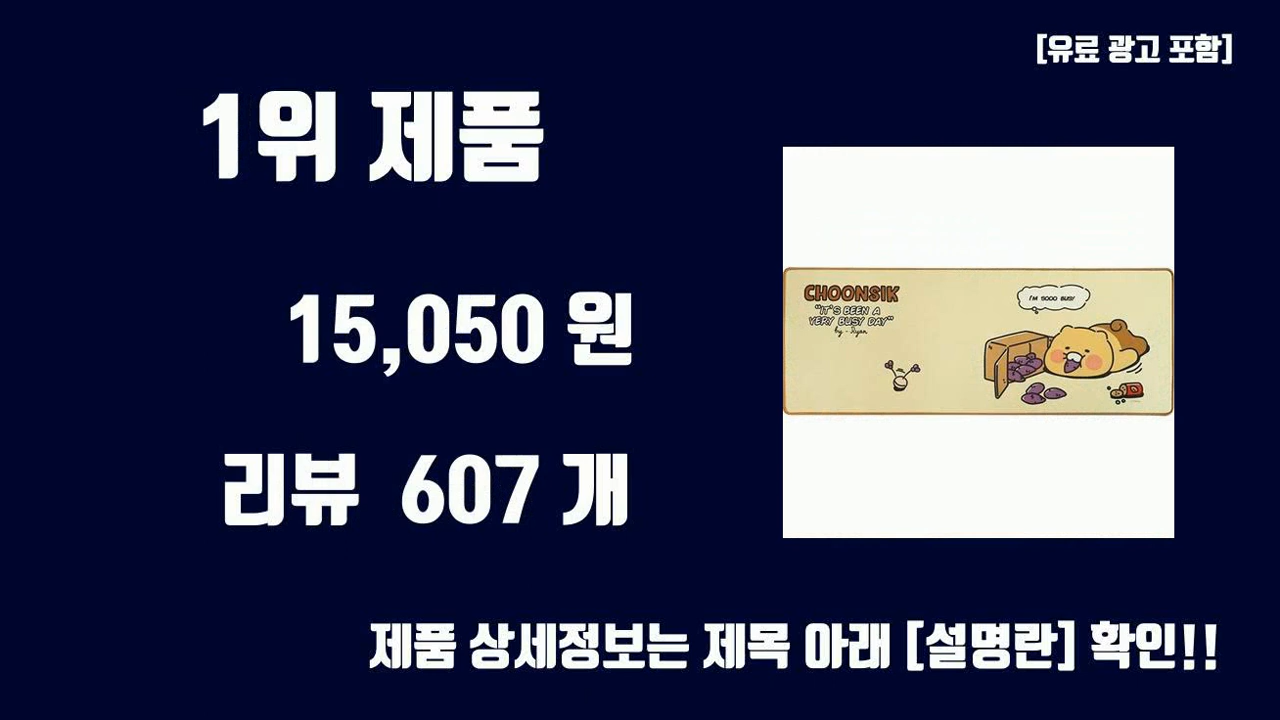 [유료 광고 포함]
1위 제품
15,050 원
리뷰 607 개
CHOONSIK
"IT'S BEEN A
VERY BUSY DAY"
by - Ryan
I'M SOOO BUSY
제품 상세정보는 제목 아래 [설명란] 확인!!